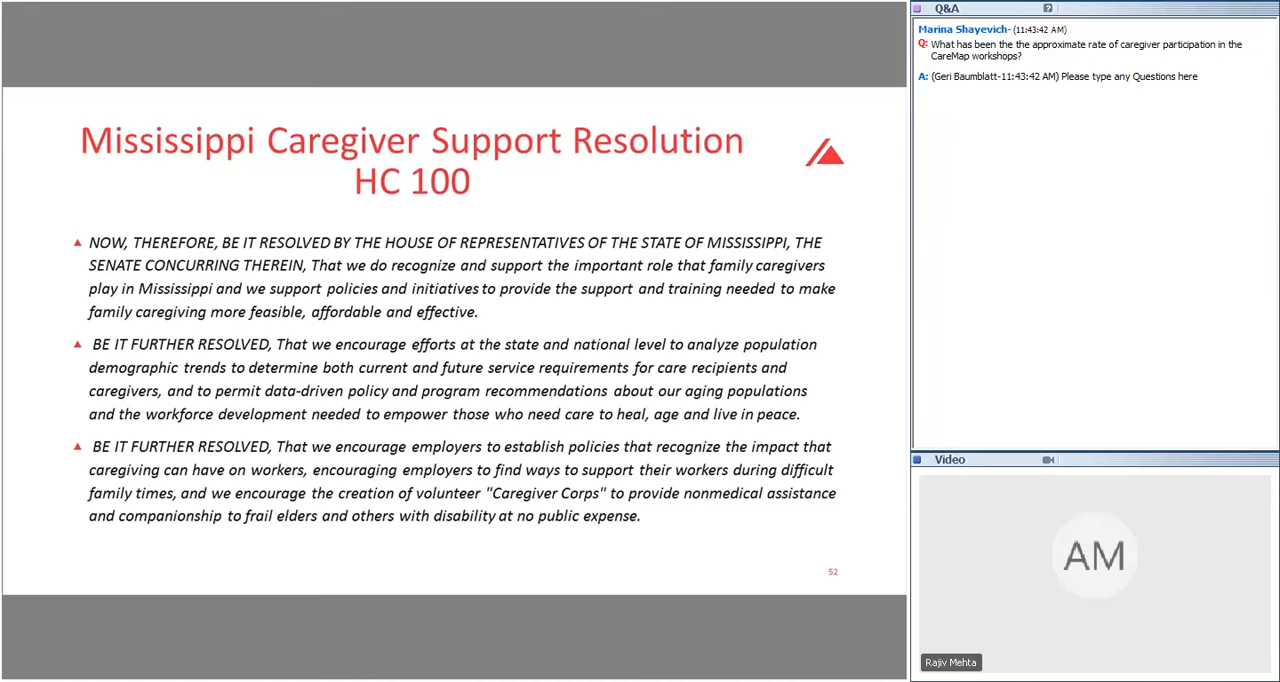 Mississippi Caregiver Support Resolution
HC 100
NOW, THEREFORE, BE IT RESOLVED BY THE HOUSE OF REPRESENTATIVES OF THE STATE OF MISSISSIPPI, THE
SENATE CONCURRING THEREIN, That we do recognize and support the important role that family caregivers
play in Mississippi and we support policies and initiatives to provide the support and training needed to make
family caregiving more feasible, affordable and effective.
BE IT FURTHER RESOLVED, That we encourage efforts at the state and national level to analyze population
demographic trends to determine both current and future service requirements for care recipients and
caregivers, and to permit data-driven policy and program recommendations about our aging populations
and the workforce development needed to empower those who need care to heal, age and live in peace.
BE IT FURTHER RESOLVED, That we encourage employers to establish policies that recognize the impact that
caregiving can have on workers, encouraging employers to find ways to support their workers during difficult
family times, and we encourage the creation of volunteer "Caregiver Corps" to provide nonmedical assistance
and companionship to frail elders and others with disability at no public expense.
52
Q&A
?
Marina Shayevich- (11:43:42 AM)
Q: What has been the the approximate rate of caregiver participation in the
CareMap workshops?
A: (Geri Baumblatt-11:43:42 AM) Please type any Questions here
Video
AM
Rajiv Mehta